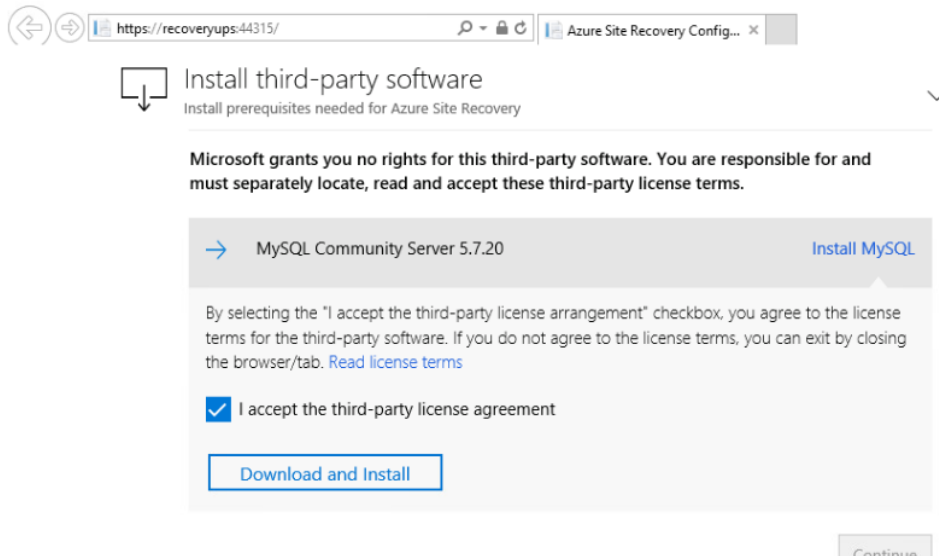 https://recoveryups:44315/
Azure Site Recovery Config...
Install third-party software
Install prerequisites needed for Azure Site Recovery
Microsoft grants you no rights for this third-party software. You are responsible for and
must separately locate, read and accept these third-party license terms.
MySQL Community Server 5.7.20
Install MySQL
By selecting the "I accept the third-party license arrangement" checkbox, you agree to the license
terms for the third-party software. If you do not agree to the license terms, you can exit by closing
the browser/tab. Read license terms
I accept the third-party license agreement
Download and Install
Continue